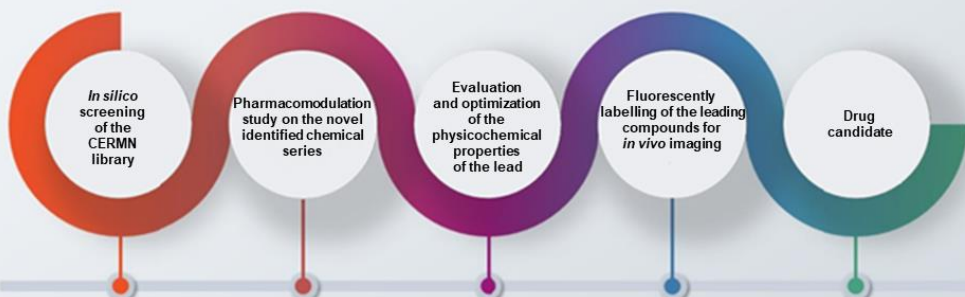 In silico
screening
of the
CERMN
library
Pharmacomodulation
study on the novel
identified chemical
series
Evaluation
and optimization
of the
physicochemical
properties
of the lead
Fluorescently
labelling of the leading
compounds for
in vivo imaging
Drug
candidate